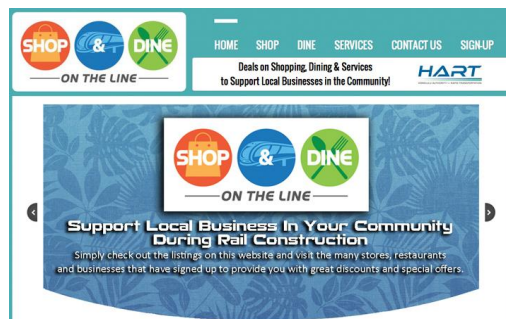 SHOP & DINE
ON THE LINE
HOME SHOP DINE SERVICES CONTACT US SIGN-UP
Deals on Shopping, Dining & Services
to Support Local Businesses in the Community!
HART
SHOP & DINE
ON THE LINE
Support Local Business In Your Community
During Rail Construction
Simply check out the listings on this website and visit the many stores, restaurants
and businesses that have signed up to provide you with great discounts and special offers.